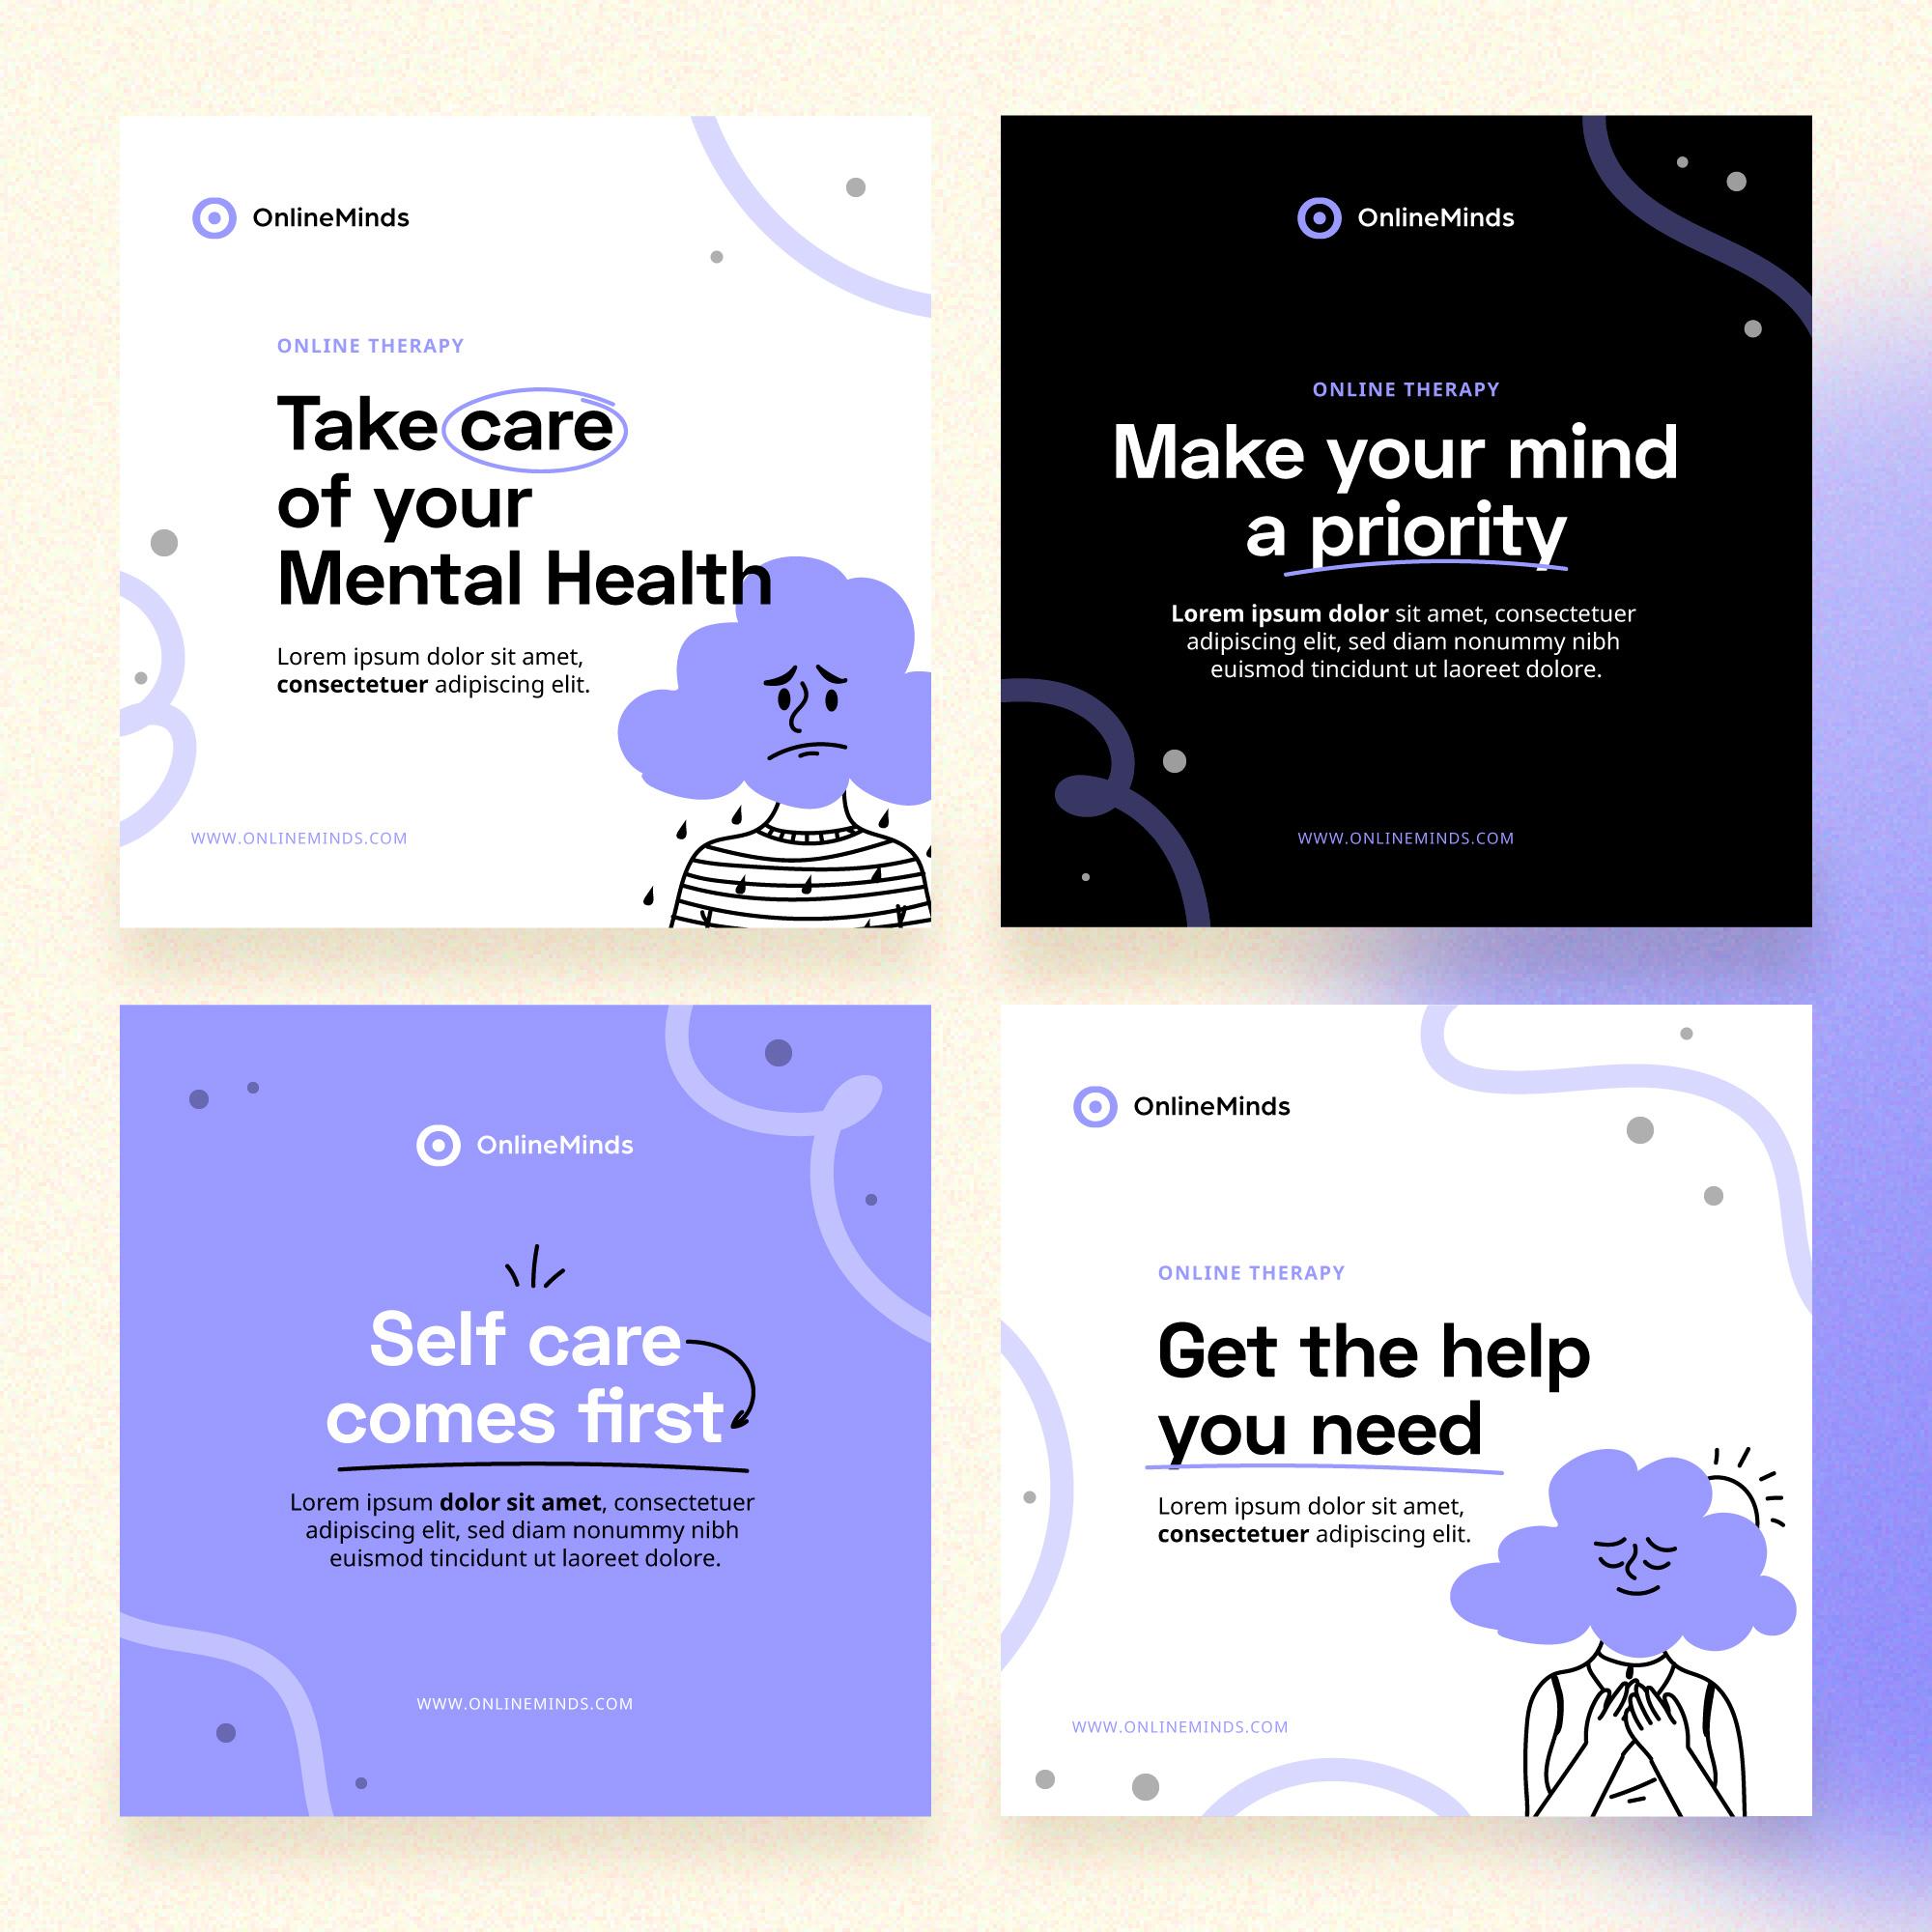 OnlineMinds
ONLINE THERAPY
Take care
of your
Mental Health
Lorem ipsum dolor sit amet,
consectetuer adipiscing elit.
WWW.ONLINEMINDS.COM
OnlineMinds
ONLINE THERAPY
Make your mind
a priority
Lorem ipsum dolor sit amet, consectetuer
adipiscing elit, sed diam nonummy nibh
euismod tincidunt ut laoreet dolore.
WWW.ONLINEMINDS.COM
OnlineMinds
Self care
comes first
Lorem ipsum dolor sit amet, consectetuer
adipiscing elit, sed diam nonummy nibh
euismod tincidunt ut laoreet dolore.
WWW.ONLINEMINDS.COM
OnlineMinds
ONLINE THERAPY
Get the help
you need
Lorem ipsum dolor sit amet,
consectetuer adipiscing elit.
WWW.ONLINEMINDS.COM